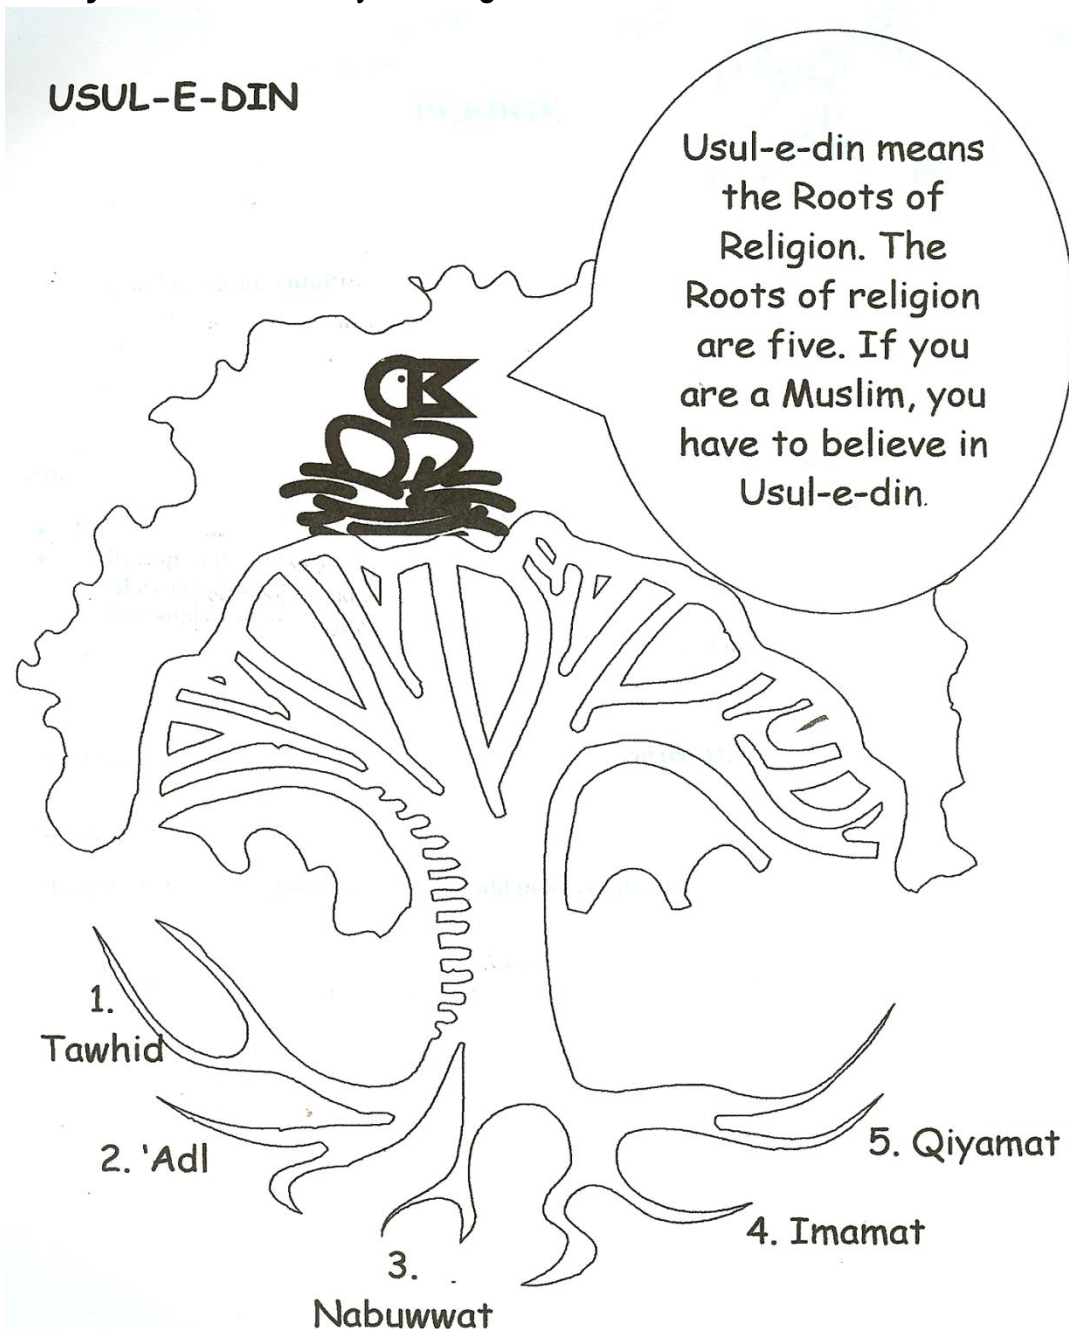 USUL-E-DIN
Usul-e-din means
the Roots of
Religion. The
Roots of religion
are five. If you
are a Muslim, you
have to believe in
Usul-e-din.
1.
Tawhid
2. 'Adl
3.
Nabuwwat
4. Imamat
5. Qiyamat